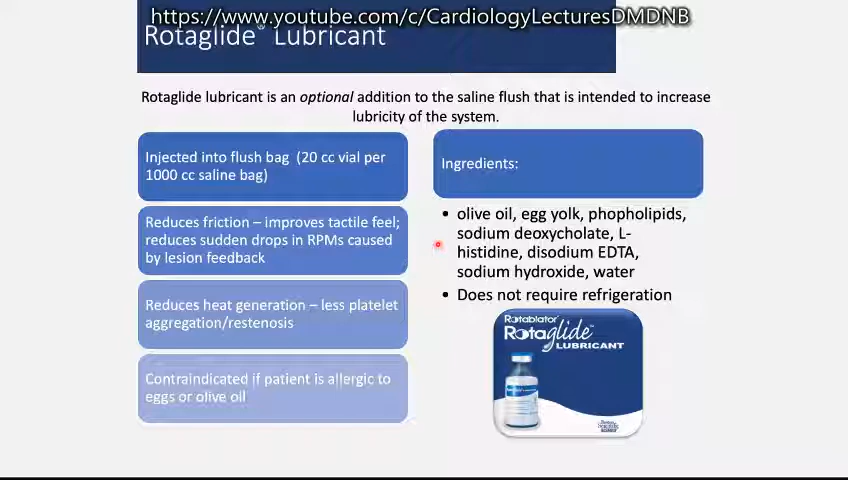 https://www.youtube.com/c/CardiologyLecturesDMDNB
Rotaglide® Lubricant
Rotaglide lubricant is an optional addition to the saline flush that is intended to increase
lubricity of the system.
Injected into flush bag (20 cc vial per
1000 cc saline bag)
Reduces friction – improves tactile feel;
reduces sudden drops in RPMs caused
by lesion feedback
Reduces heat generation – less platelet
aggregation/restenosis
Contraindicated if patient is allergic to
eggs or olive oil
Ingredients:
• olive oil, egg yolk, phopholipids,
sodium deoxycholate, L-
histidine, disodium EDTA,
sodium hydroxide, water
• Does not require refrigeration
Rotablator
Rotaglide™
LUBRICANT